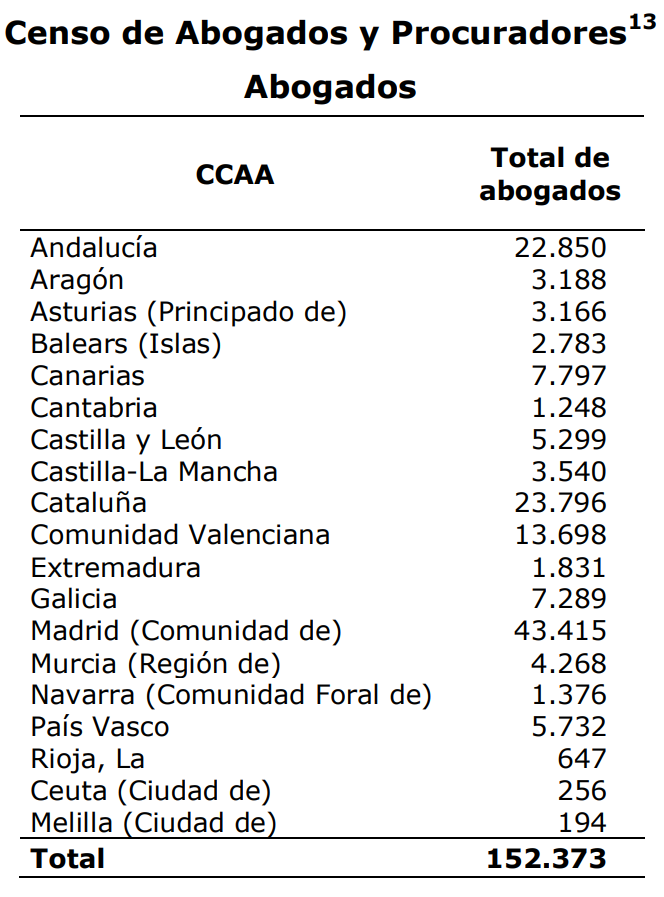 Censo de Abogados y Procuradores13
Abogados
CCAA Total de abogados
Andalucía 22.850
Aragón 3.188
Asturias (Principado de) 3.166
Balears (Islas) 2.783
Canarias 7.797
Cantabria 1.248
Castilla y León 5.299
Castilla-La Mancha 3.540
Cataluña 23.796
Comunidad Valenciana 13.698
Extremadura 1.831
Galicia 7.289
Madrid (Comunidad de) 43.415
Murcia (Región de) 4.268
Navarra (Comunidad Foral de) 1.376
País Vasco 5.732
Rioja, La 647
Ceuta (Ciudad de) 256
Melilla (Ciudad de) 194
Total 152.373